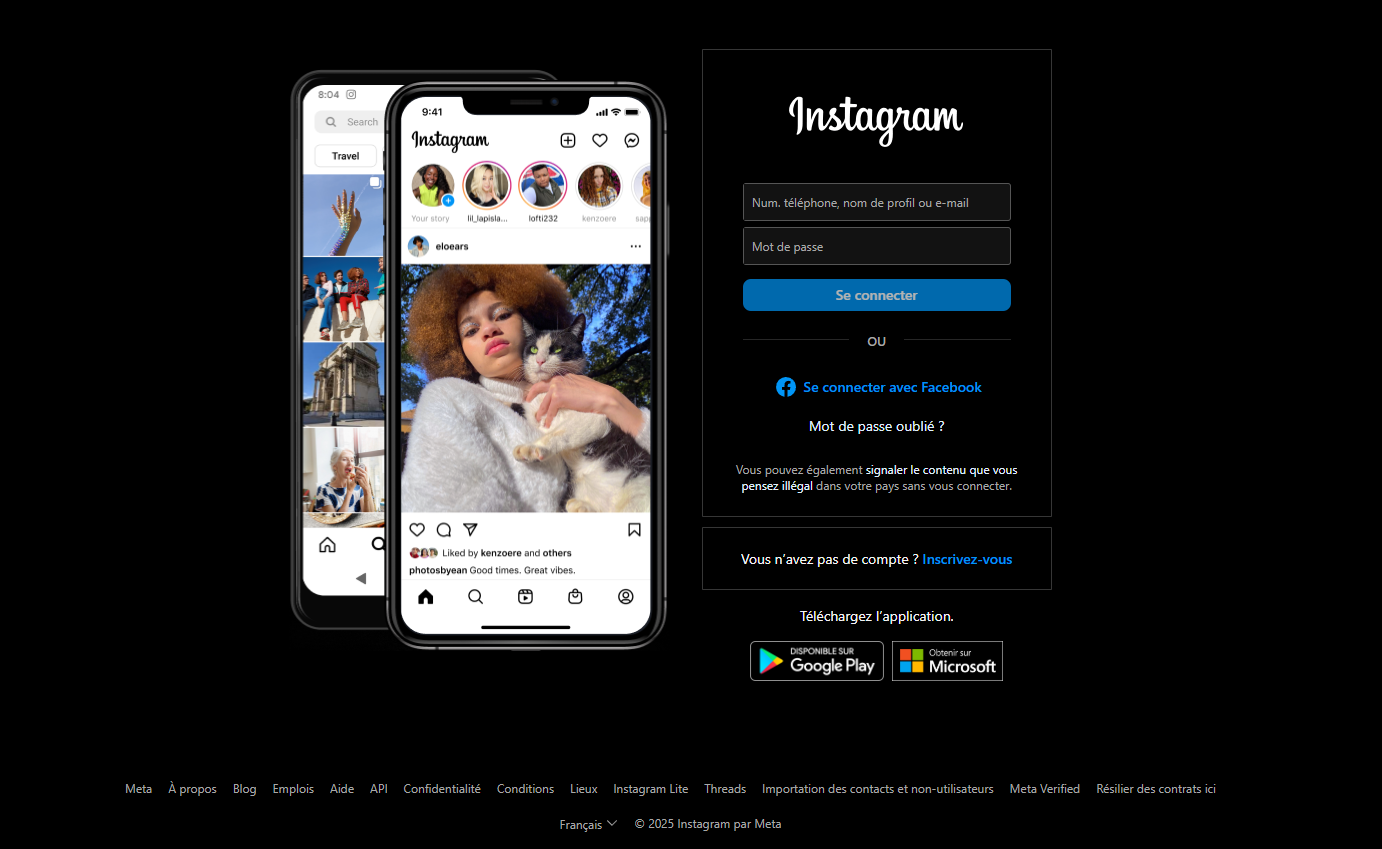 8:04
Search
Travel
9:41
Instagram
Your story
lil_lapisla...
lofti232
kenzoere
eloears
Liked by kenzoere and others
photosbyean Good times. Great vibes.
Instagram
Num. téléphone, nom de profil ou e-mail
Mot de passe
Se connecter
OU
Se connecter avec Facebook
Mot de passe oublié ?
Vous pouvez également signaler le contenu que vous
pensez illégal dans votre pays sans vous connecter.
Vous n’avez pas de compte ? Inscrivez-vous
Téléchargez l’application.
DISPONIBLE SUR
Google Play
Obtenir sur
Microsoft
Meta À propos Blog Emplois Aide API Confidentialité Conditions Lieux Instagram Lite Threads Importation des contacts et non-utilisateurs Meta Verified Résilier des contrats ici
Français © 2025 Instagram par Meta